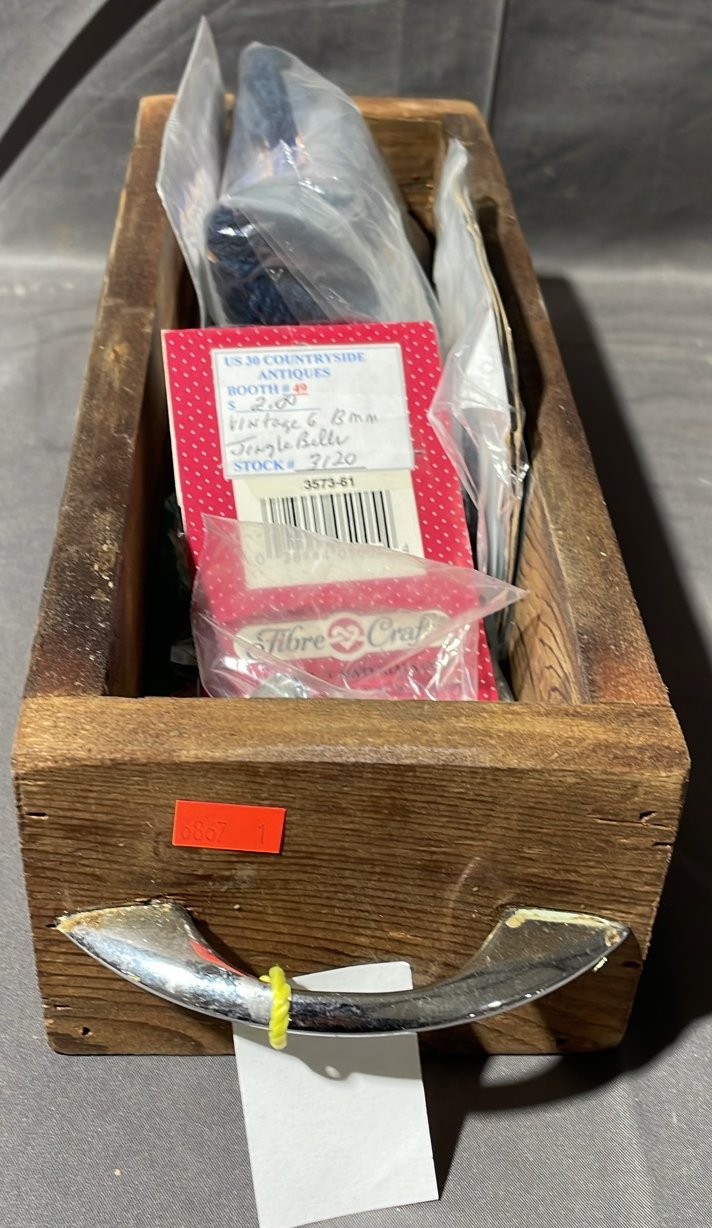 US 30 COUNTRYSIDE
ANTIQUES
BOOTH # 49
$ 2.00
Vintage 6 13mm
Jingle Bells
STOCK # 3120
3573-61
Fibre Craft
6867 1